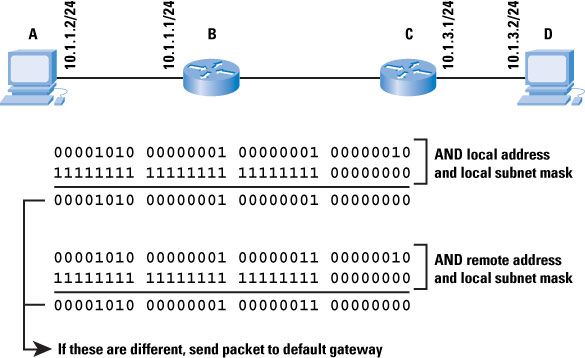 A
10.1.1.2/24
10.1.1.1/24
B
C
10.1.3.1/24
10.1.3.2/24
D
00001010 00000001 00000001 00000010
11111111 11111111 11111111 00000000
AND local address
and local subnet mask
00001010 00000001 00000001 00000000
00001010 00000001 00000011 00000010
11111111 11111111 11111111 00000000
AND remote address
and local subnet mask
00001010 00000001 00000011 00000000
If these are different, send packet to default gateway